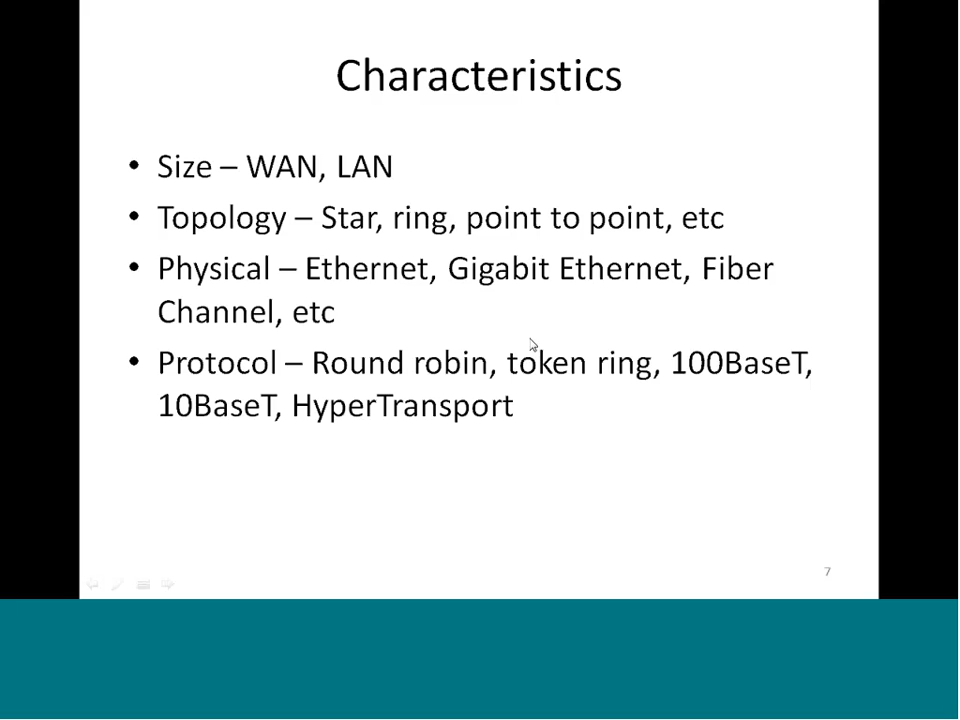 Characteristics
• Size – WAN, LAN
• Topology – Star, ring, point to point, etc
• Physical – Ethernet, Gigabit Ethernet, Fiber
Channel, etc
• Protocol – Round robin, token ring, 100BaseT,
10BaseT, HyperTransport
7